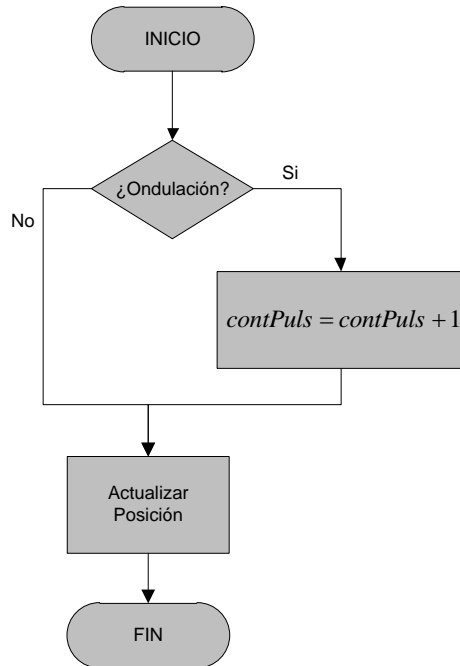 INICIO
¿Ondulación?
Si
No
contPuls = contPuls + 1
Actualizar
Posición
FIN